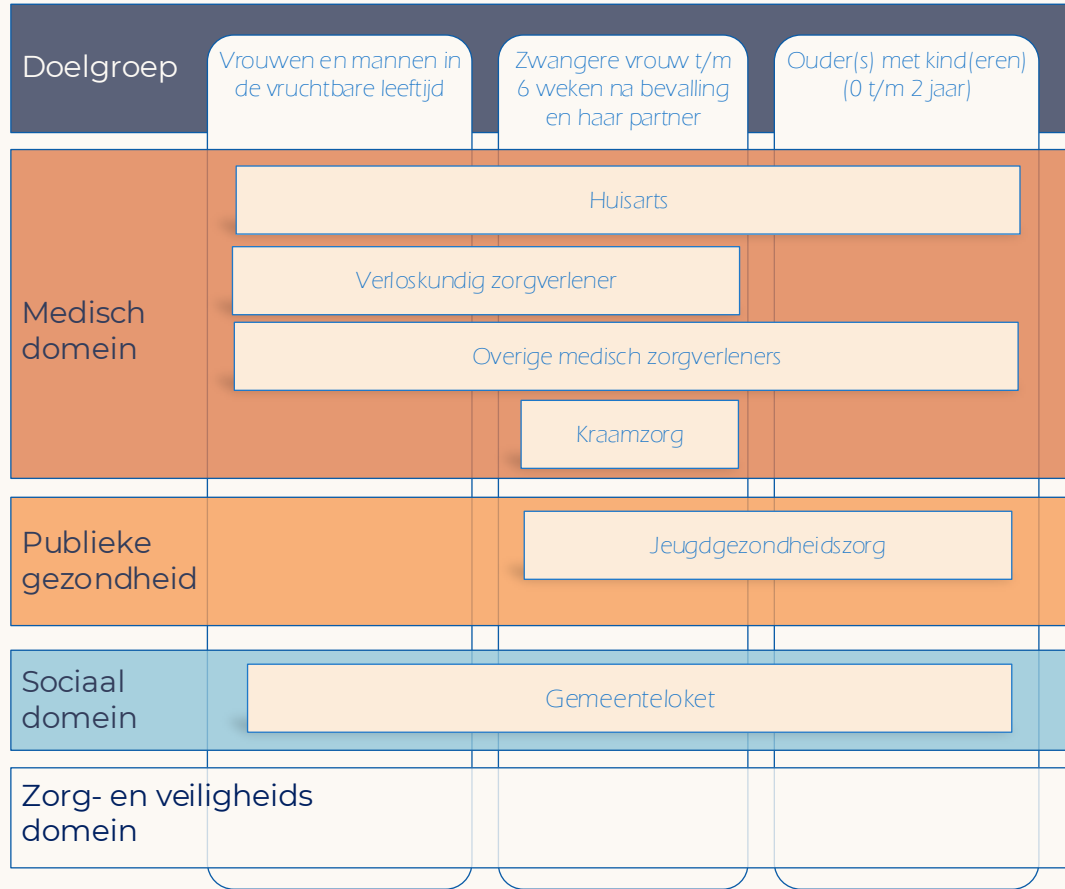 Doelgroep
Vrouwen en mannen in
de vruchtbare leeftijd
Zwangere vrouw t/m
6 weken na bevalling
en haar partner
Ouder(s) met kind(eren)
(0 t/m 2 jaar)
Medisch
domein
Huisarts
Verloskundig zorgverlener
Overige medisch zorgverleners
Kraamzorg
Publieke
gezondheid
Jeugdgezondheidszorg
Sociaal
domein
Gemeenteloket
Zorg- en veiligheids
domein